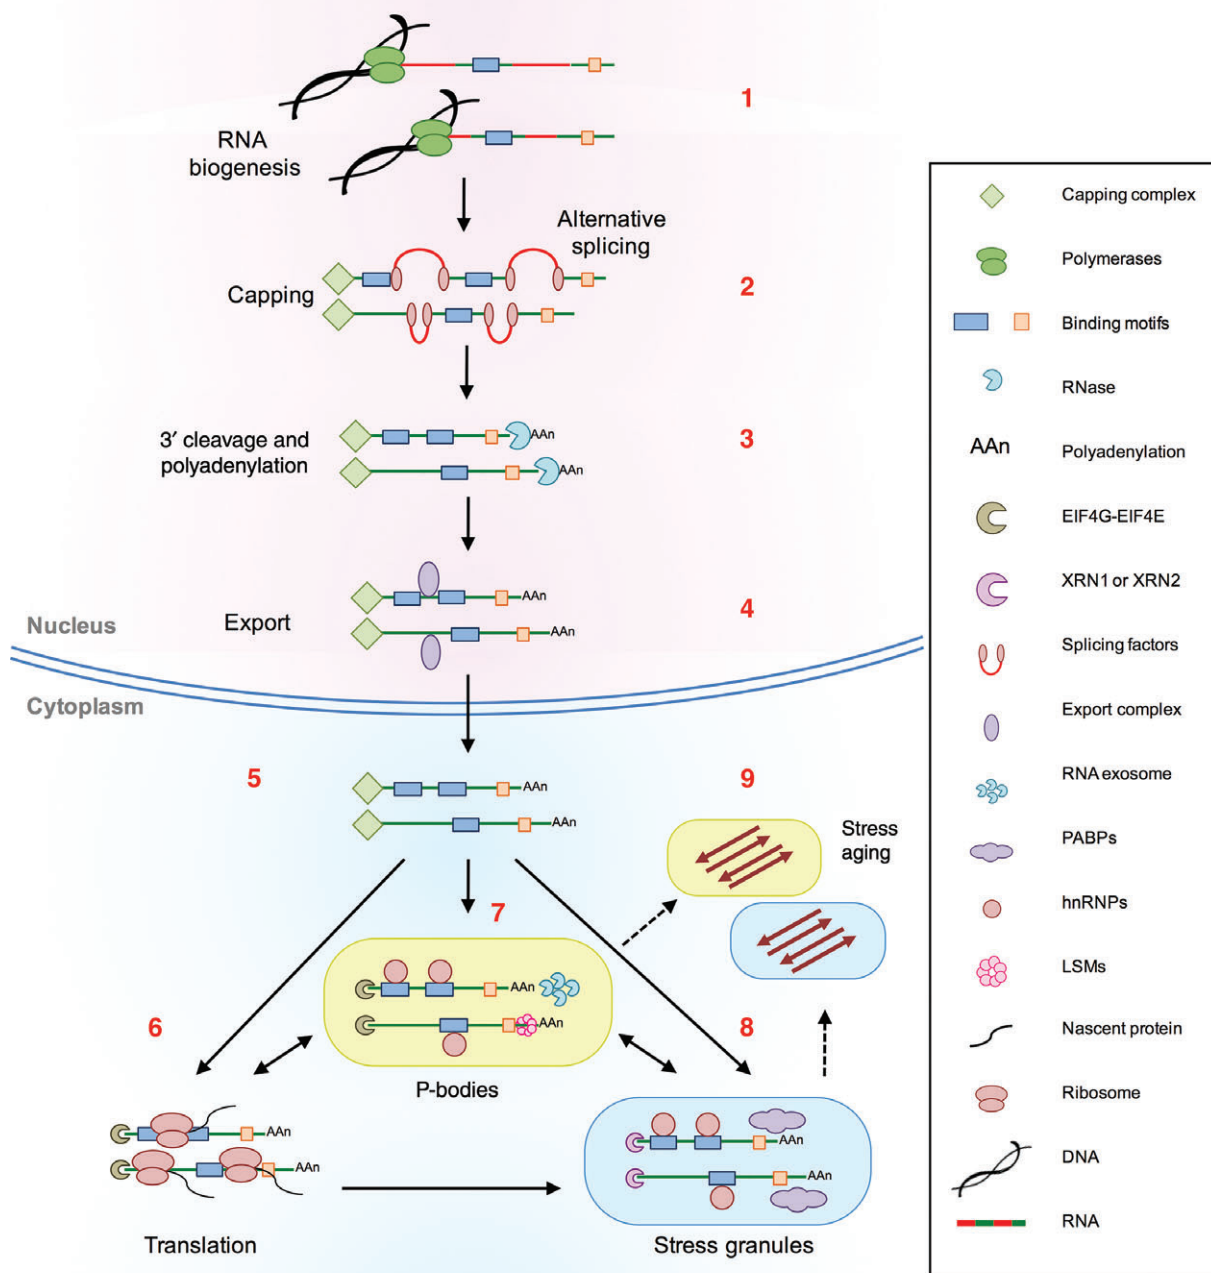 1
RNA
biogenesis
Alternative
splicing
Capping
2
3′ cleavage and
polyadenylation
AAn
AAn
3
Export
AAn
AAn
4
Nucleus
Cytoplasm
5
AAn
AAn
9
Stress
aging
7
AAn
AAn
P-bodies
6
8
AAn
AAn
Translation
AAn
AAn
Stress granules
Capping complex
Polymerases
Binding motifs
RNase
AAn Polyadenylation
EIF4G-EIF4E
XRN1 or XRN2
Splicing factors
Export complex
RNA exosome
PABPs
hnRNPs
LSMs
Nascent protein
Ribosome
DNA
RNA